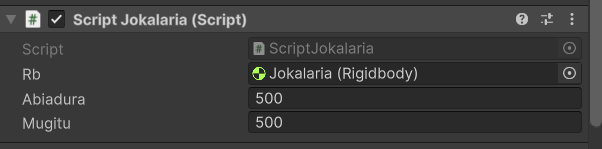 Script Jokalaria (Script)
Script ScriptJokalaria
Rb Jokalaria (Rigidbody)
Abiadura 500
Mugitu 500